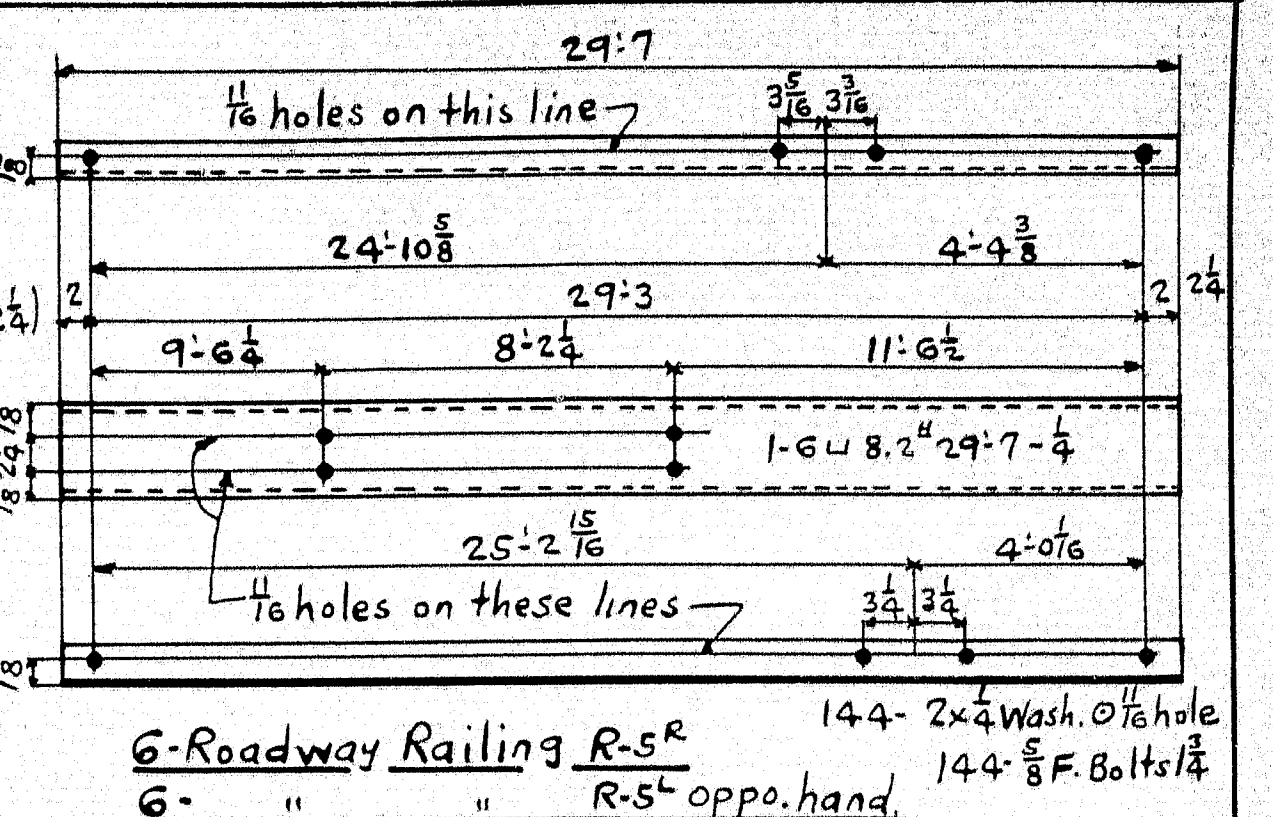 29'-7
11/16 holes on this line
3 5/16 3 3/16
24'-10 5/8 4'-4 3/8
2 29'-3 2 2 1/4
9'-6 1/4 8'-2 1/4 11'-6 1/2
1-6 ⊔ 8.2# 29'-7-1/4
25'-2 15/16 4'-0 1/16
11/16 holes on these lines
3 1/4 3 1/4
144- 2x1/4 Wash. 0 11/16 hole
144- 5/8 F. Bolts 1 3/4
6-Roadway Railing R-5ᴿ
6- " " R-5ᴸ oppo. hand.